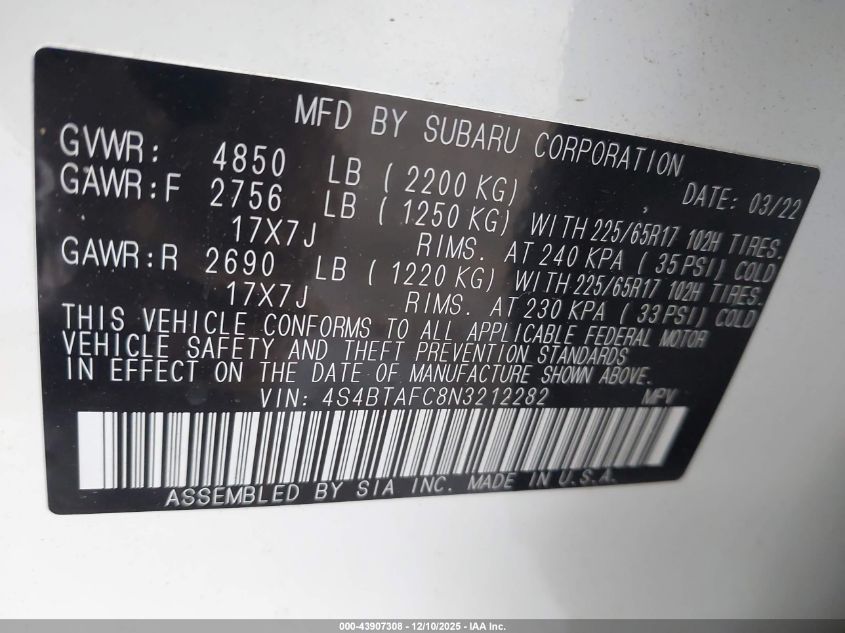 MFD BY SUBARU CORPORATION
GVWR: 4850 LB ( 2200 KG) DATE: 03/22
GAWR:F 2756 LB ( 1250 KG) WITH 225/65R17 102H TIRES.
17X7J RIMS. AT 240 KPA ( 35PSI) COLD
GAWR:R 2690 LB ( 1220 KG) WITH 225/65R17 102H TIRES.
17X7J RIMS. AT 230 KPA ( 33PSI) COLD
THIS VEHICLE CONFORMS TO ALL APPLICABLE FEDERAL MOTOR
VEHICLE SAFETY AND THEFT PREVENTION STANDARDS
IN EFFECT ON THE DATE OF MANUFACTURE SHOWN ABOVE.
VIN: 4S4BTAFC8N3212282 MPV
ASSEMBLED BY SIA INC. MADE IN U.S.A.
000-43907308 - 12/10/2025 - IAA Inc.